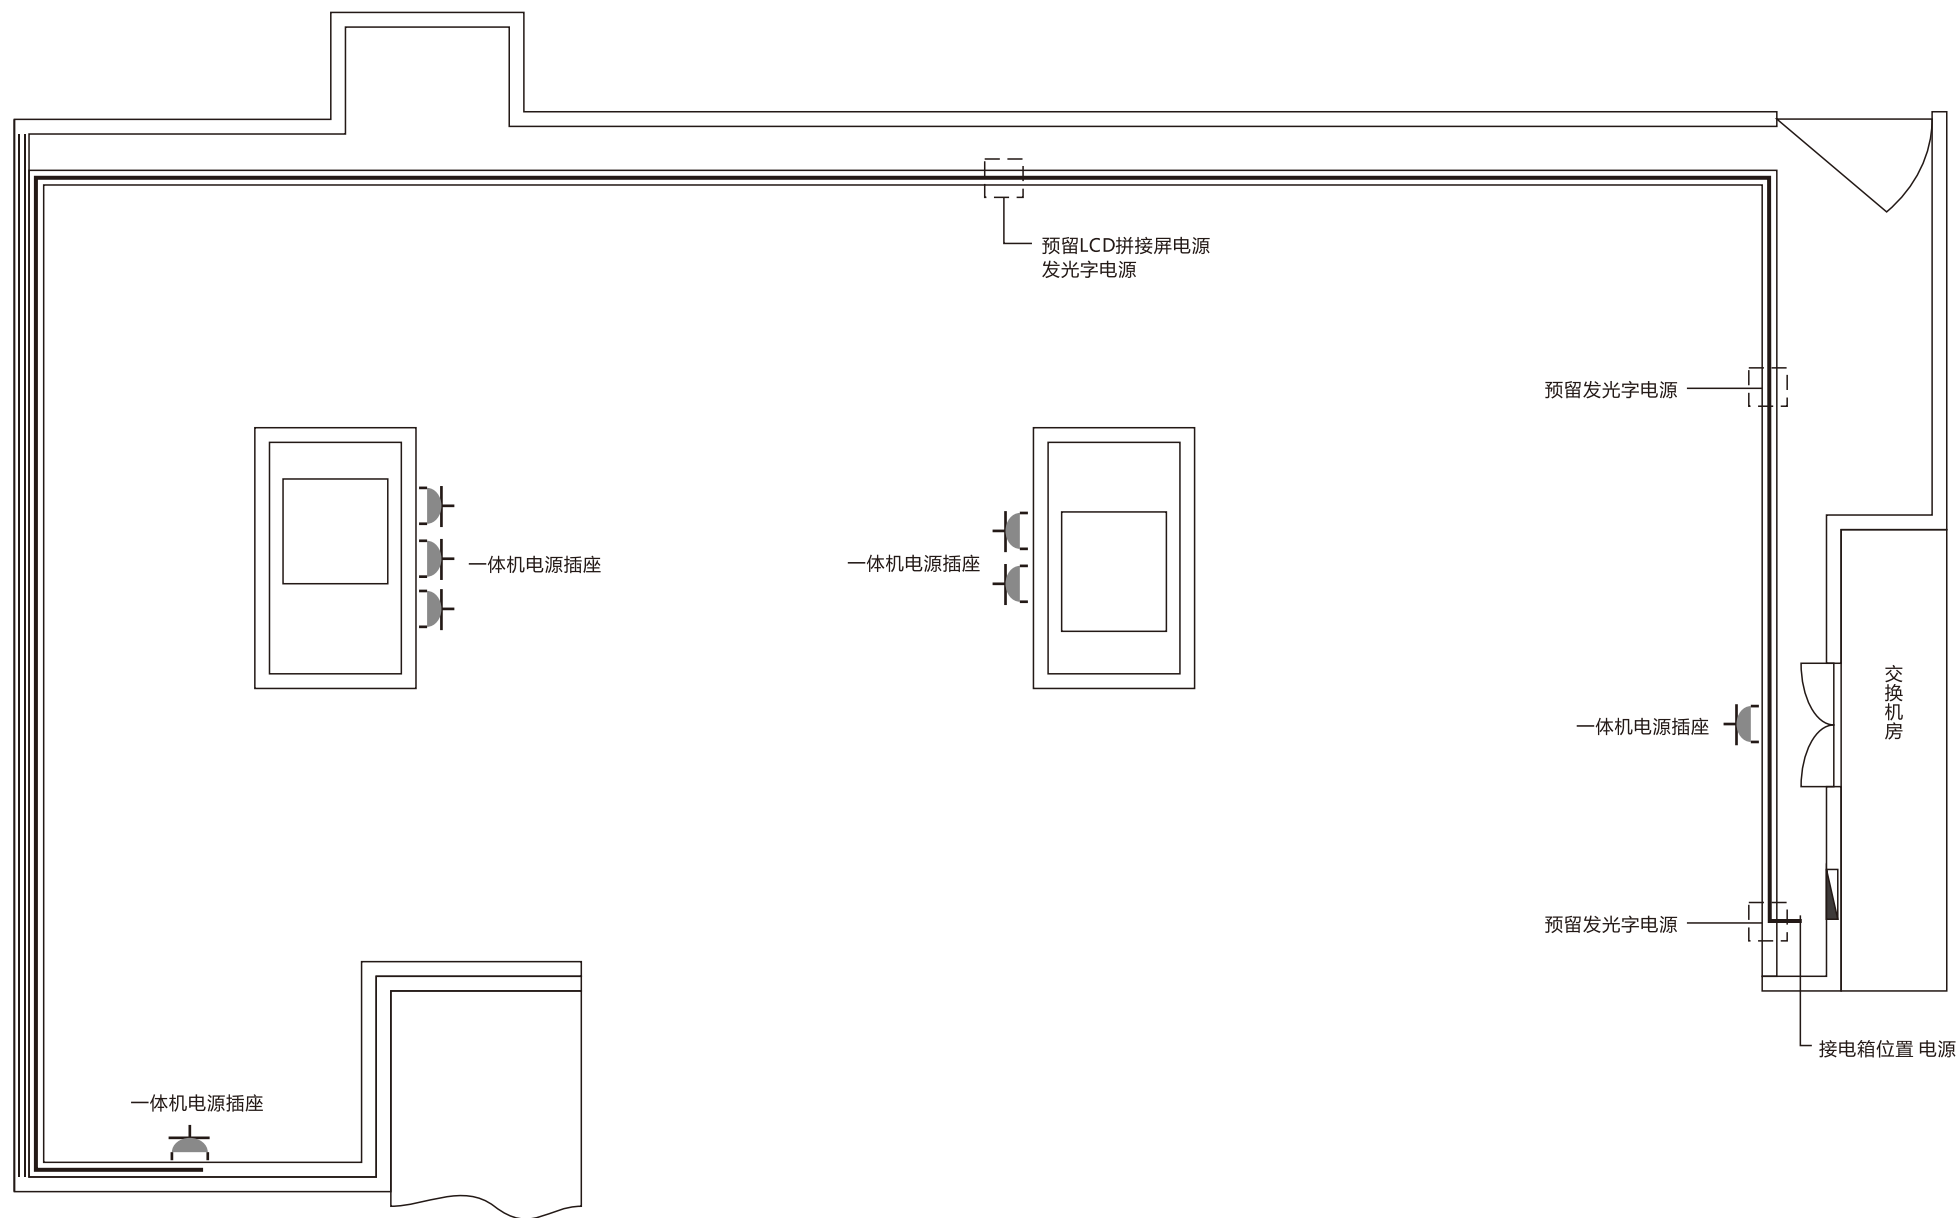 预留LCD拼接屏电源
发光字电源
预留发光字电源
一体机电源插座
一体机电源插座
交换机房
一体机电源插座
预留发光字电源
接电箱位置 电源
一体机电源插座